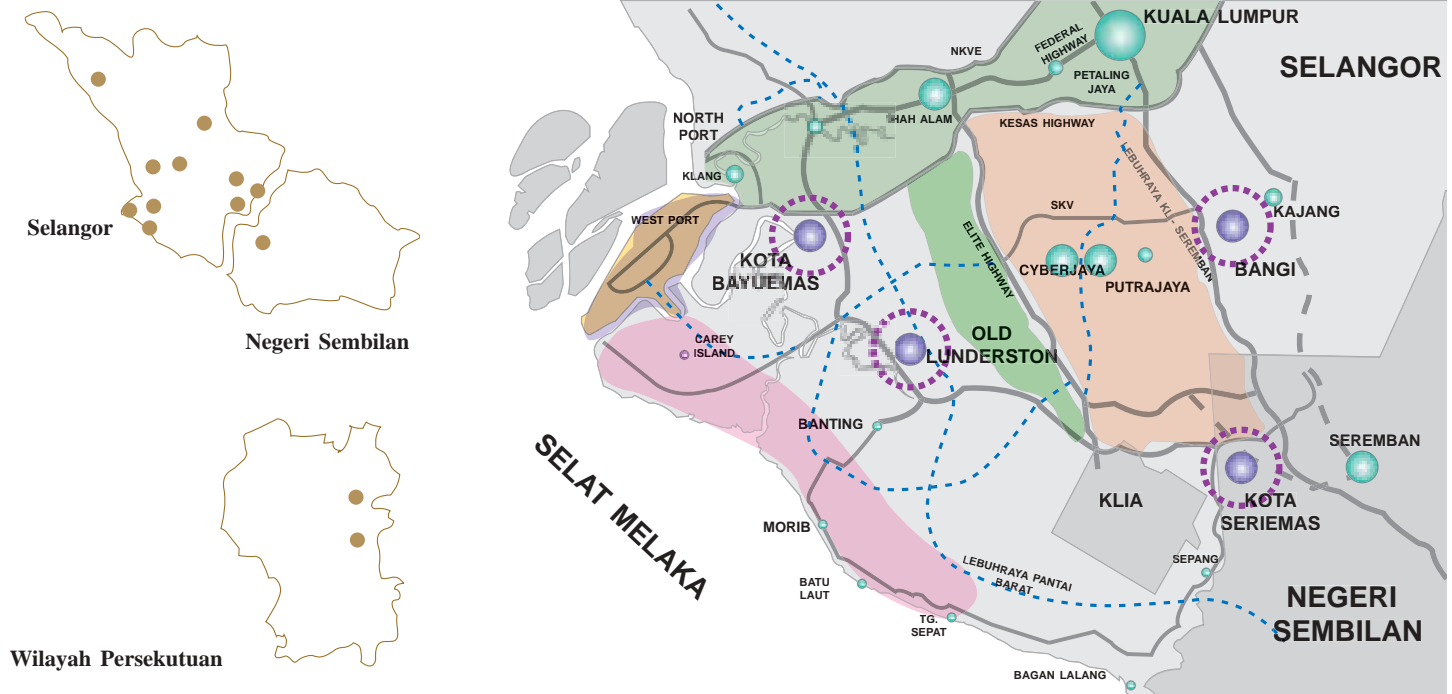 Selangor
Negeri Sembilan
Wilayah Persekutuan
KUALA LUMPUR
SELANGOR
FEDERAL
HIGHWAY
NKVE
PETALING
JAYA
NORTH
PORT
HAH ALAM
KESAS HIGHWAY
LEBUHRAYA KL - SEREMBAN
KLANG
KAJANG
SKV
WEST PORT
ELITE HIGHWAY
KOTA
BAYUEMAS
CYBERJAYA
PUTRAJAYA
BANGI
OLD
LUNDERSTON
CAREY
ISLAND
BANTING
SEREMBAN
SELAT MELAKA
KLIA
KOTA
SERIEMAS
MORIB
LEBUHRAYA PANTAI
BARAT
SEPANG
BATU
LAUT
NEGERI
SEMBILAN
TG.
SEPAT
BAGAN LALANG